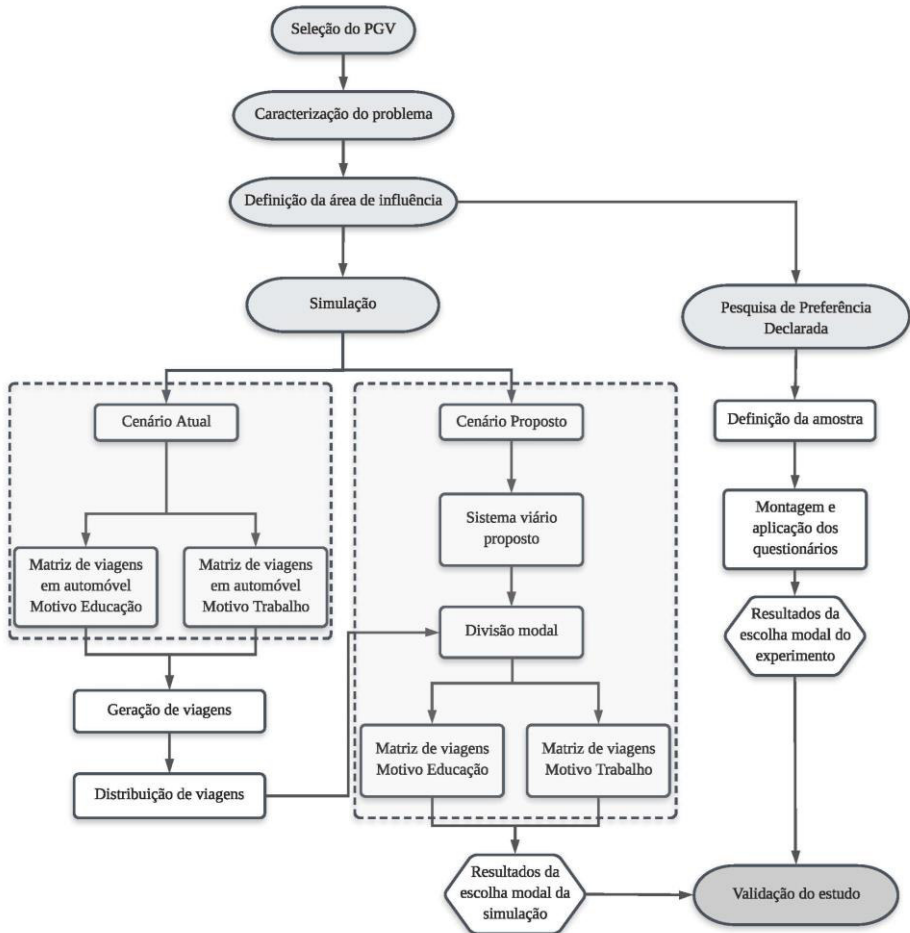 Seleção do PGV
Caracterização do problema
Definição da área de influência
Simulação
Pesquisa de Preferência
Declarada
Cenário Atual
Cenário Proposto
Definição da amostra
Sistema viário
proposto
Montagem e
aplicação dos
questionários
Matriz de viagens
em automóvel
Motivo Educação
Matriz de viagens
em automóvel
Motivo Trabalho
Divisão modal
Resultados da
escolha modal do
experimento
Geração de viagens
Distribuição de viagens
Matriz de viagens
Motivo Educação
Matriz de viagens
Motivo Trabalho
Resultados da
escolha modal da
simulação
Validação do estudo